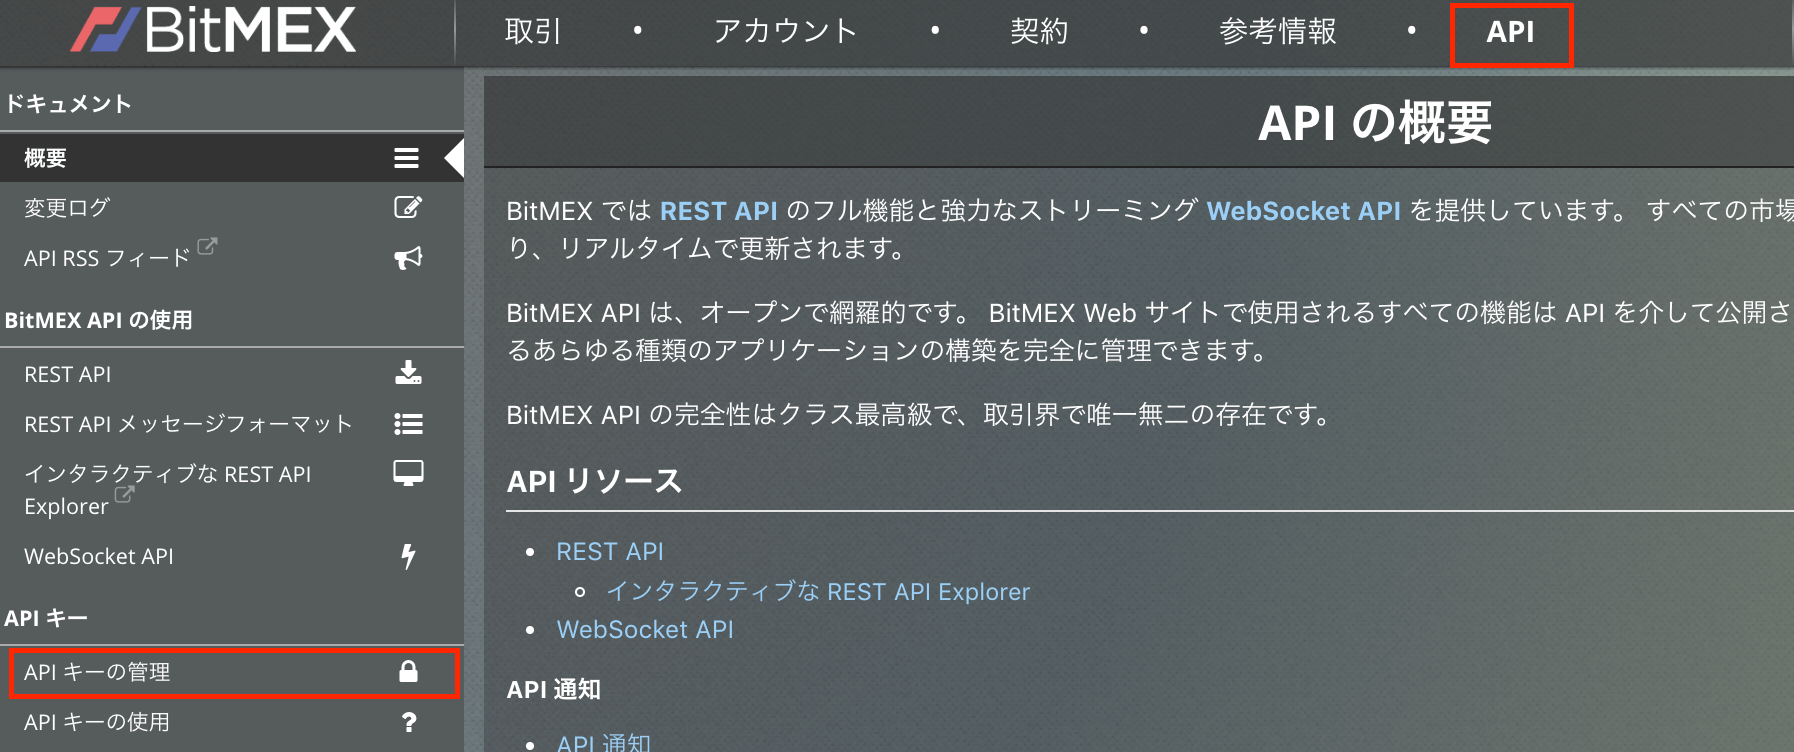 BitMEX
取引 • アカウント • 契約 • 参考情報 • API
ドキュメント
概要
変更ログ
API RSS フィード
BitMEX API の使用
REST API
REST API メッセージフォーマット
インタラクティブな REST API
Explorer
WebSocket API
API キー
API キーの管理
API キーの使用
?
API の概要
BitMEX では REST API のフル機能と強力なストリーミング WebSocket API を提供しています。 すべての市場
り、リアルタイムで更新されます。
BitMEX API は、オープンで網羅的です。 BitMEX Web サイトで使用されるすべての機能は API を介して公開さ
るあらゆる種類のアプリケーションの構築を完全に管理できます。
BitMEX API の完全性はクラス最高級で、取引界で唯一無二の存在です。
API リソース
• REST API
インタラクティブな REST API Explorer
• WebSocket API
API 通知
• API 通知